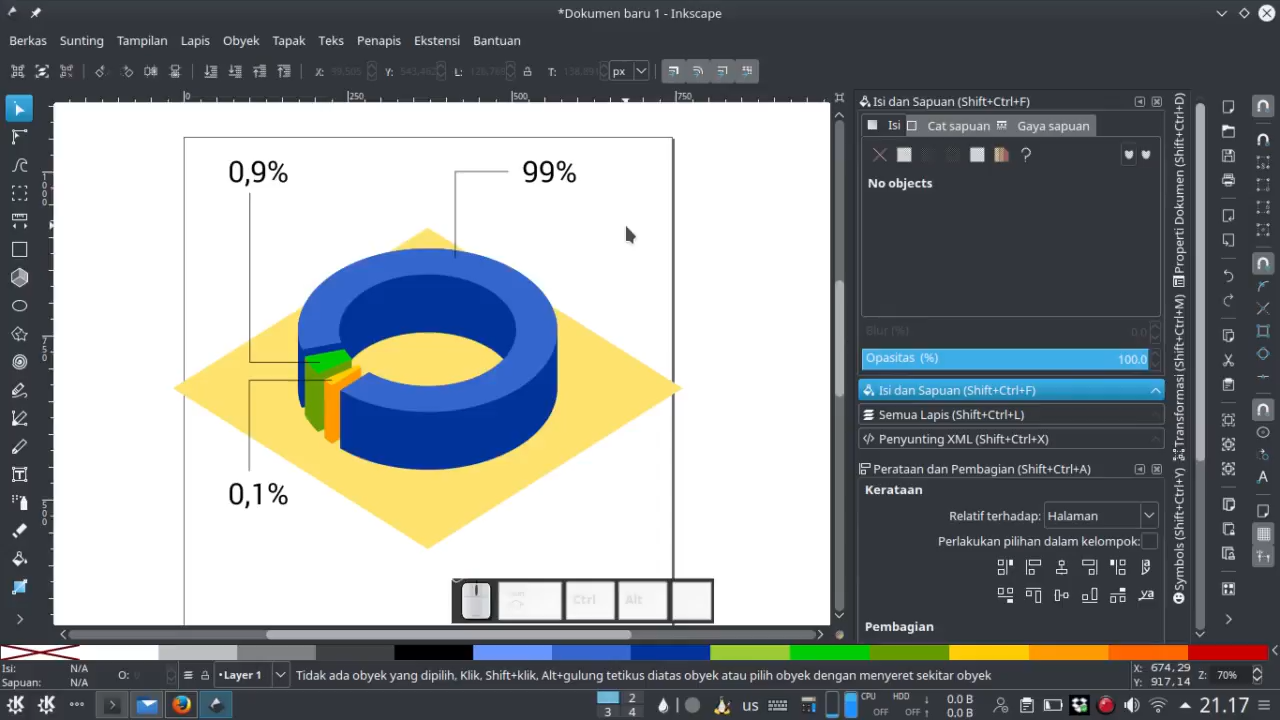 *Dokumen baru 1 - Inkscape
Berkas Sunting Tampilan Lapis Obyek Tapak Teks Penapis Ekstensi Bantuan
X: 99,505 Y: L: T: px
0 250 500 750
Isi dan Sapuan (Shift+Ctrl+F)
Isi Cat sapuan Gaya sapuan
No objects
0,9%
99%
0,1%
Blur (%) 0,0
Opasitas (%) 100.0
Isi dan Sapuan (Shift+Ctrl+F)
Semua Lapis (Shift+Ctrl+L)
Penyunting XML (Shift+Ctrl+X)
Perataan dan Pembagian (Shift+Ctrl+A)
Kerataan
Relatif terhadap: Halaman
Perlakukan pilihan dalam kelompok:
Pembagian
Properti Dokumen (Shift+Ctrl+D)
Transformasi (Shift+Ctrl+M)
Symbols (Shift+Ctrl+Y)
Ctrl Alt
Isi: N/A
Sapuan: N/A
O:
Layer 1
Tidak ada obyek yang dipilih, Klik, Shift+klik, Alt+gulung tetikus diatas obyek atau pilih obyek dengan menyeret sekitar obyek
X: 674,29
Y: 917,14
Z: 70%
2
3 4
us
CPU OFF
HDD OFF
0.0 B
0.0 B
21.17